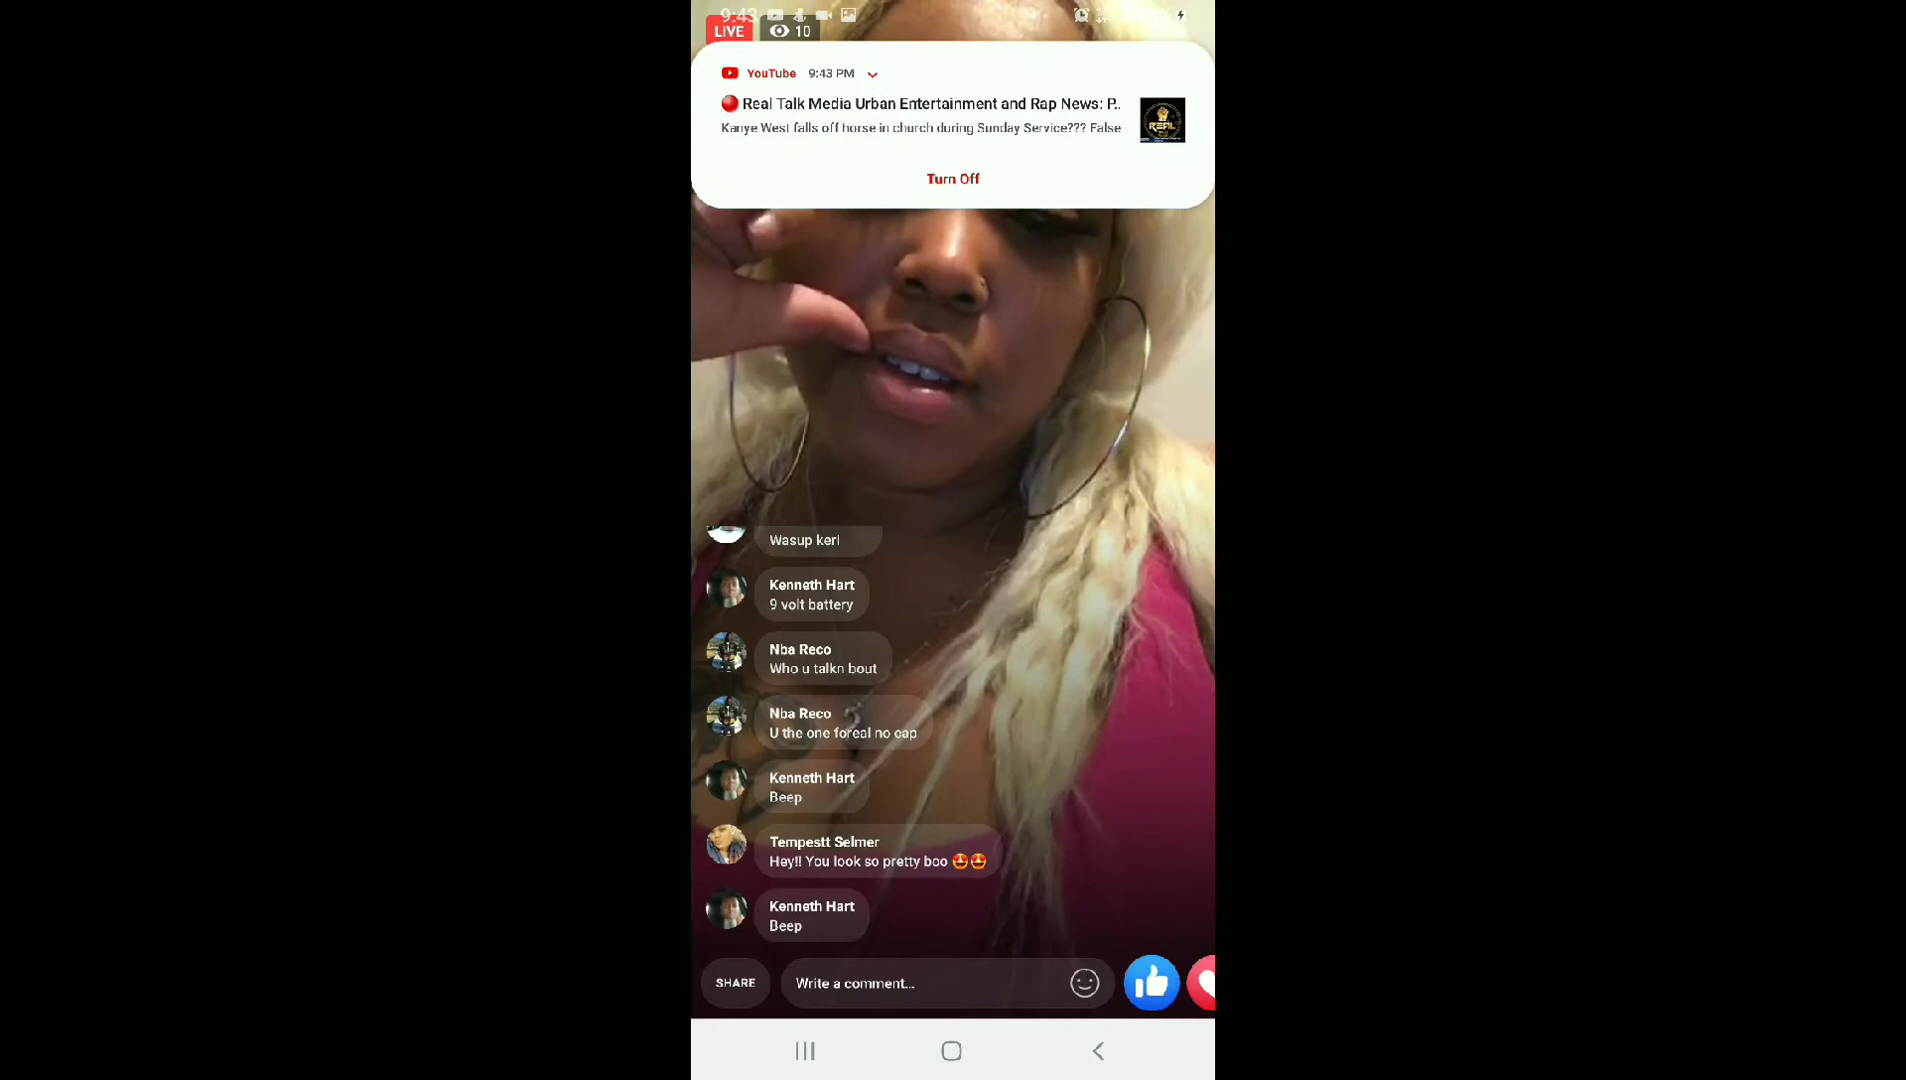 9:43
LIVE
10
YouTube 9:43 PM
Real Talk Media Urban Entertainment and Rap News: P..
Kanye West falls off horse in church during Sunday Service??? False
REAL
Turn Off
Wasup keri
Kenneth Hart
9 volt battery
Nba Reco
Who u talkn bout
Nba Reco
U the one foreal no cap
Kenneth Hart
Beep
Tempestt Selmer
Hey!! You look so pretty boo 🤩🤩
Kenneth Hart
Beep
SHARE
Write a comment...